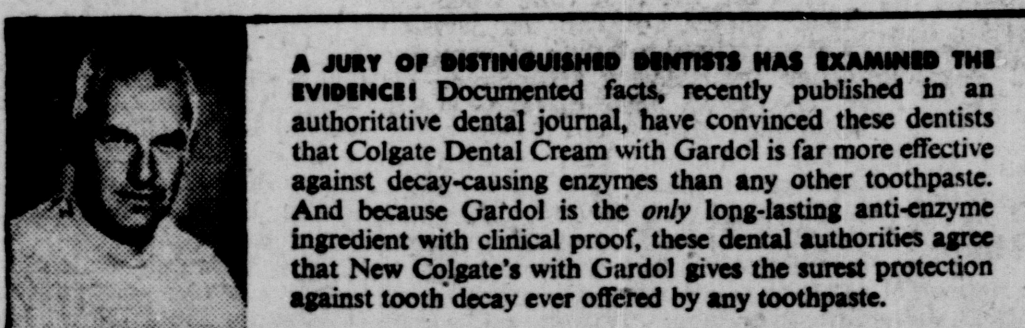 A JURY OF DISTINGUISHED DENTISTS HAS EXAMINED THE
EVIDENCE! Documented facts, recently published in an
authoritative dental journal, have convinced these dentists
that Colgate Dental Cream with Gardol is far more effective
against decay-causing enzymes than any other toothpaste.
And because Gardol is the only long-lasting anti-enzyme
ingredient with clinical proof, these dental authorities agree
that New Colgate's with Gardol gives the surest protection
against tooth decay ever offered by any toothpaste.